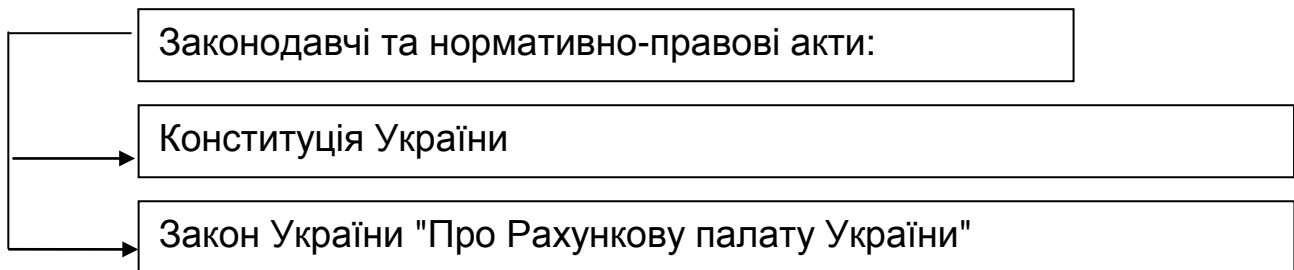 Законодавчі та нормативно-правові акти:
Конституція України
Закон України "Про Рахункову палату України"